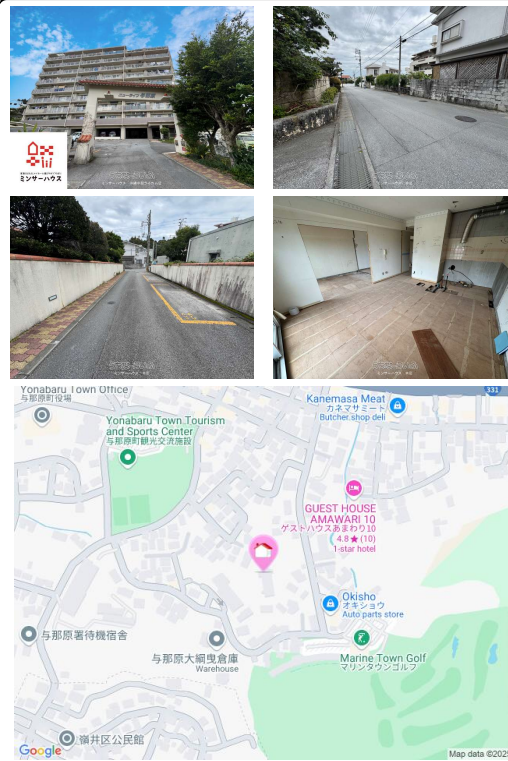 ミンサーハウス
Yonabaru Town Office
与那原町役場
331
Kanemasa Meat
カネマサミート
Butcher shop deli
Yonabaru Town Tourism
and Sports Center
与那原町観光交流施設
GUEST HOUSE
AMAWARI 10
ゲストハウスあまわり10
4.8★(10)
1-star hotel
Okisho
オキショウ
Auto parts store
与那原署待機宿舎
与那原大綱曳倉庫
Warehouse
Marine Town Golf
マリンタウンゴルフ
嶺井区公民館
Google
Map data ©2025